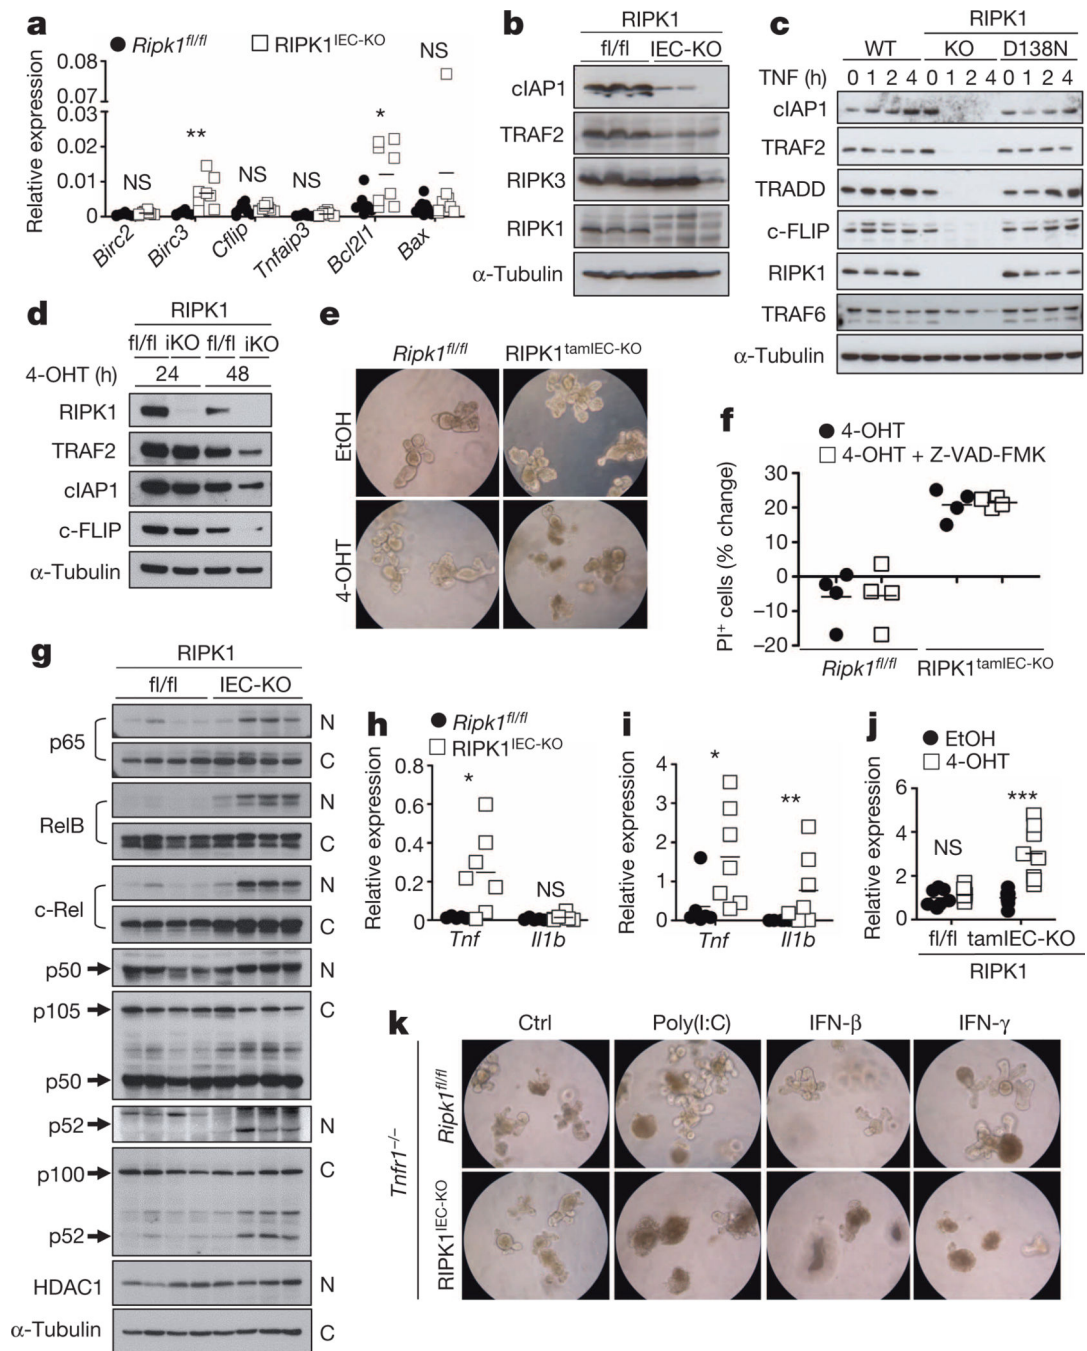 a
Ripk1fl/fl RIPK1IEC-KO
Relative expression
0.08
0.07
0.03
0.02
0.01
0
NS ** NS NS * NS
Birc2 Birc3 Cflip Tnfaip3 Bcl2l1 Bax
b
RIPK1
fl/fl IEC-KO
cIAP1
TRAF2
RIPK3
RIPK1
α-Tubulin
c
RIPK1
WT KO D138N
TNF (h) 0 1 2 4 0 1 2 4 0 1 2 4
cIAP1
TRAF2
TRADD
c-FLIP
RIPK1
TRAF6
α-Tubulin
d
RIPK1
fl/fl iKO fl/fl iKO
4-OHT (h) 24 48
RIPK1
TRAF2
cIAP1
c-FLIP
α-Tubulin
e
Ripk1fl/fl RIPK1tamIEC-KO
EtOH
4-OHT
f
4-OHT
4-OHT + Z-VAD-FMK
PI+ cells (% change)
30
20
10
0
−10
−20
Ripk1fl/fl RIPK1tamIEC-KO
g
RIPK1
fl/fl IEC-KO
p65 N
C
RelB N
C
c-Rel N
C
p50 N
p105 C
p50
p52 N
p100 C
p52
HDAC1 N
α-Tubulin C
h
Ripk1fl/fl
RIPK1IEC-KO
Relative expression
0.8
0.6
0.4
0.2
0
* NS
Tnf Il1b
i
Relative expression
4
3
2
1
0
* **
Tnf Il1b
j
EtOH
4-OHT
Relative expression
6
4
2
0
NS ***
fl/fl tamIEC-KO
RIPK1
k
Ctrl Poly(I:C) IFN-β IFN-γ
Tnfr1−/−
Ripk1fl/fl
RIPK1IEC-KO